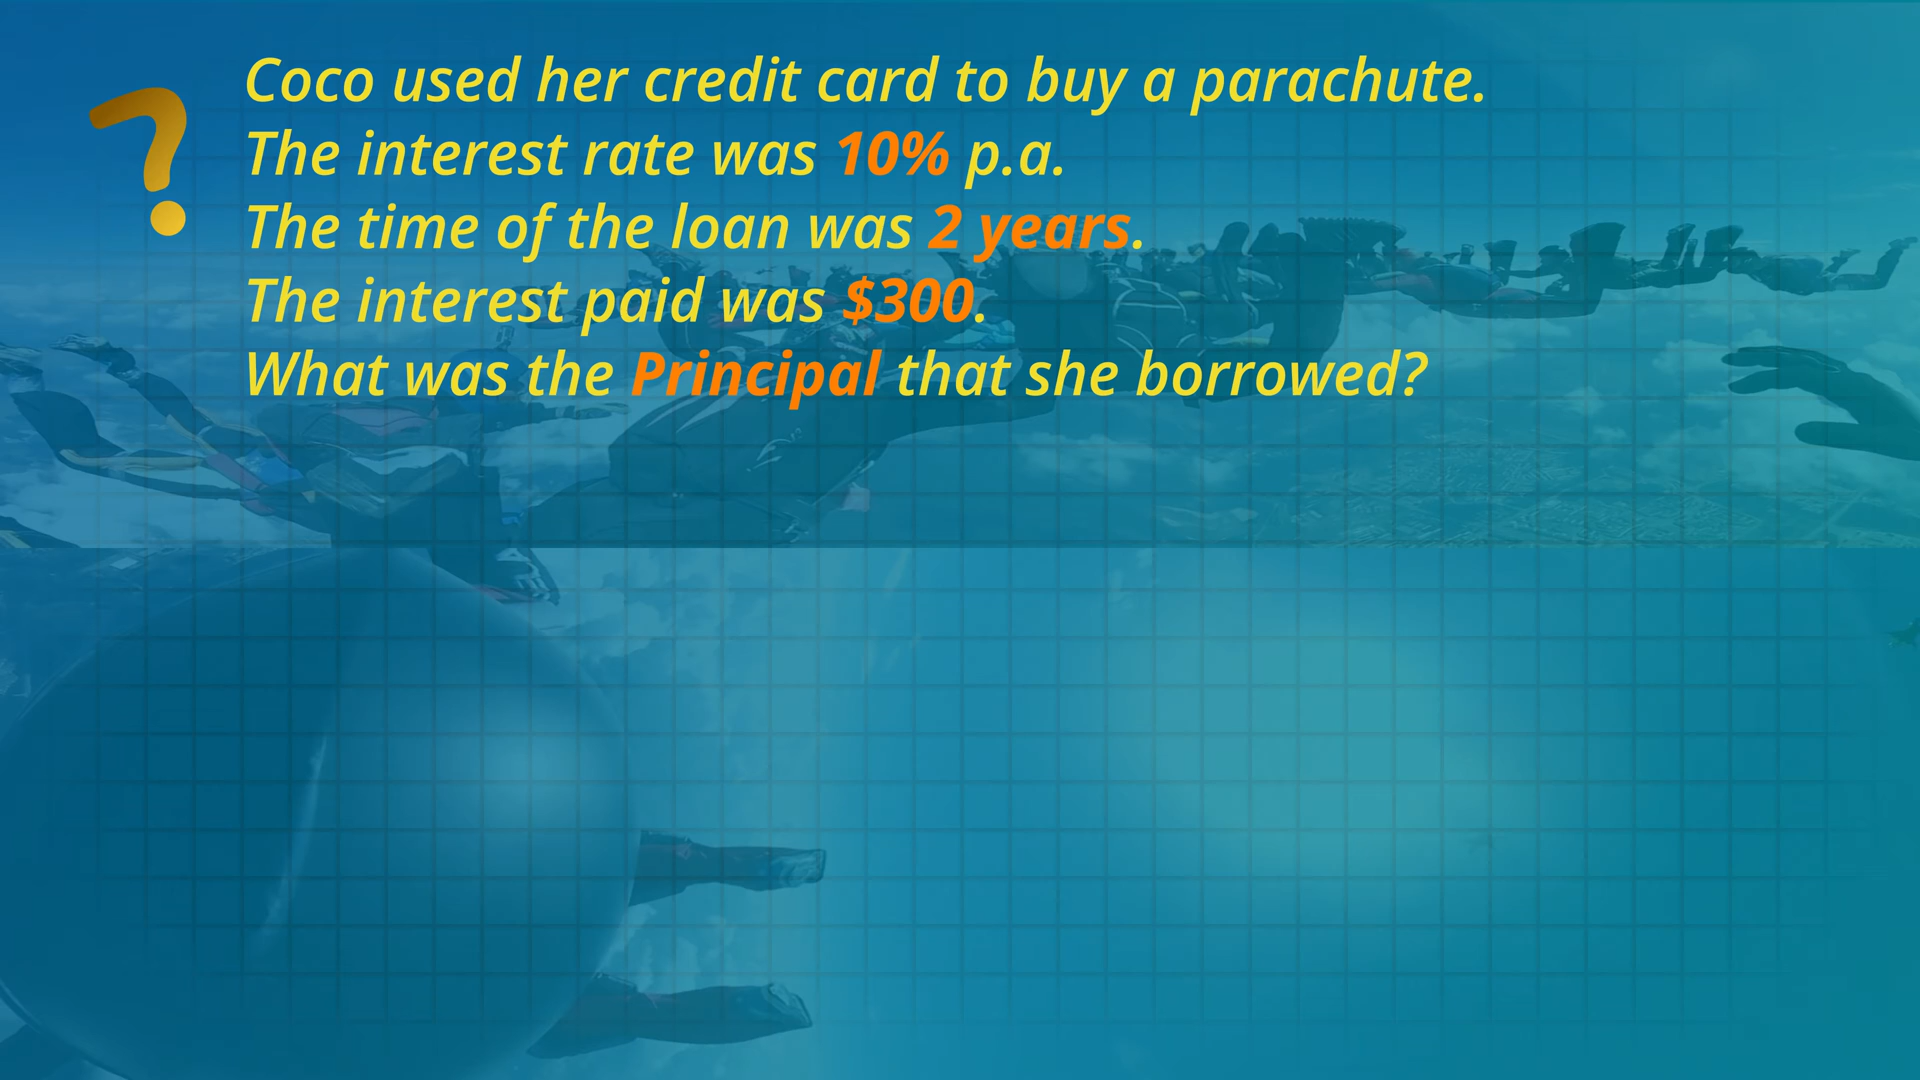 ?
Coco used her credit card to buy a parachute.
The interest rate was 10% p.a.
The time of the loan was 2 years.
The interest paid was $300.
What was the Principal that she borrowed?